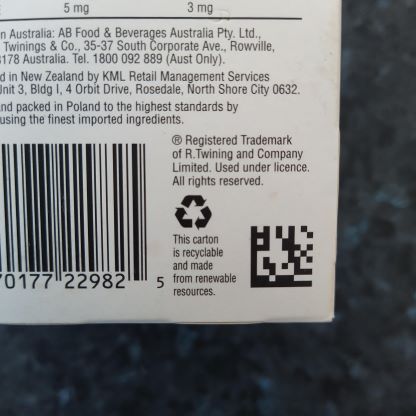 5 mg 3 mg
n Australia: AB Food & Beverages Australia Pty. Ltd.,
Twinings & Co., 35-37 South Corporate Ave., Rowville,
3178 Australia. Tel. 1800 092 889 (Aust Only).
d in New Zealand by KML Retail Management Services
Unit 3, Bldg I, 4 Orbit Drive, Rosedale, North Shore City 0632.
nd packed in Poland to the highest standards by
using the finest imported ingredients.
® Registered Trademark
of R.Twining and Company
Limited. Used under licence.
All rights reserved.
This carton
is recyclable
and made
from renewable
resources.
70177 22982 5